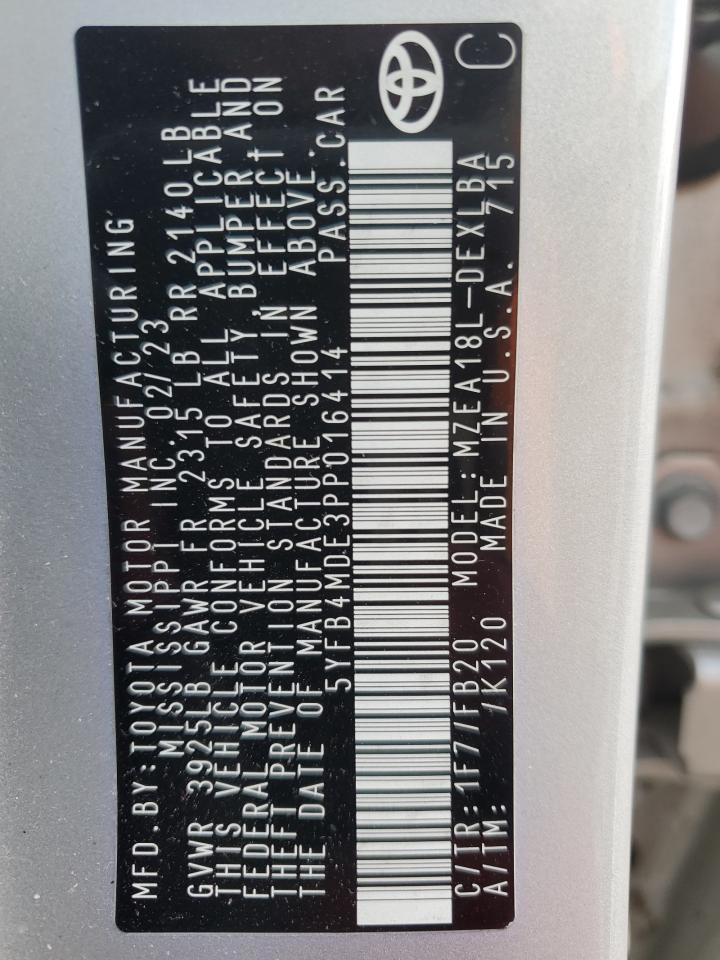 MFD.BY:TOYOTA MOTOR MANUFACTURING
MISSISSIPPI INC. 02/23
GVWR 3925LB GAWR FR 2315 LB RR 2140LB
THIS VEHICLE CONFORMS TO ALL APPLICABLE
FEDERAL MOTOR VEHICLE SAFETY,BUMPER AND
THEFT PREVENTION STANDARDS IN EFFECT ON
THE DATE OF MANUFACTURE SHOWN ABOVE.
5YFB4MDE3PP016414 PASS.CAR
C/TR:1F7/FB20 MODEL:MZEA18L-DEXLBA
A/TM: /K120 MADE IN U.S.A. 715
C